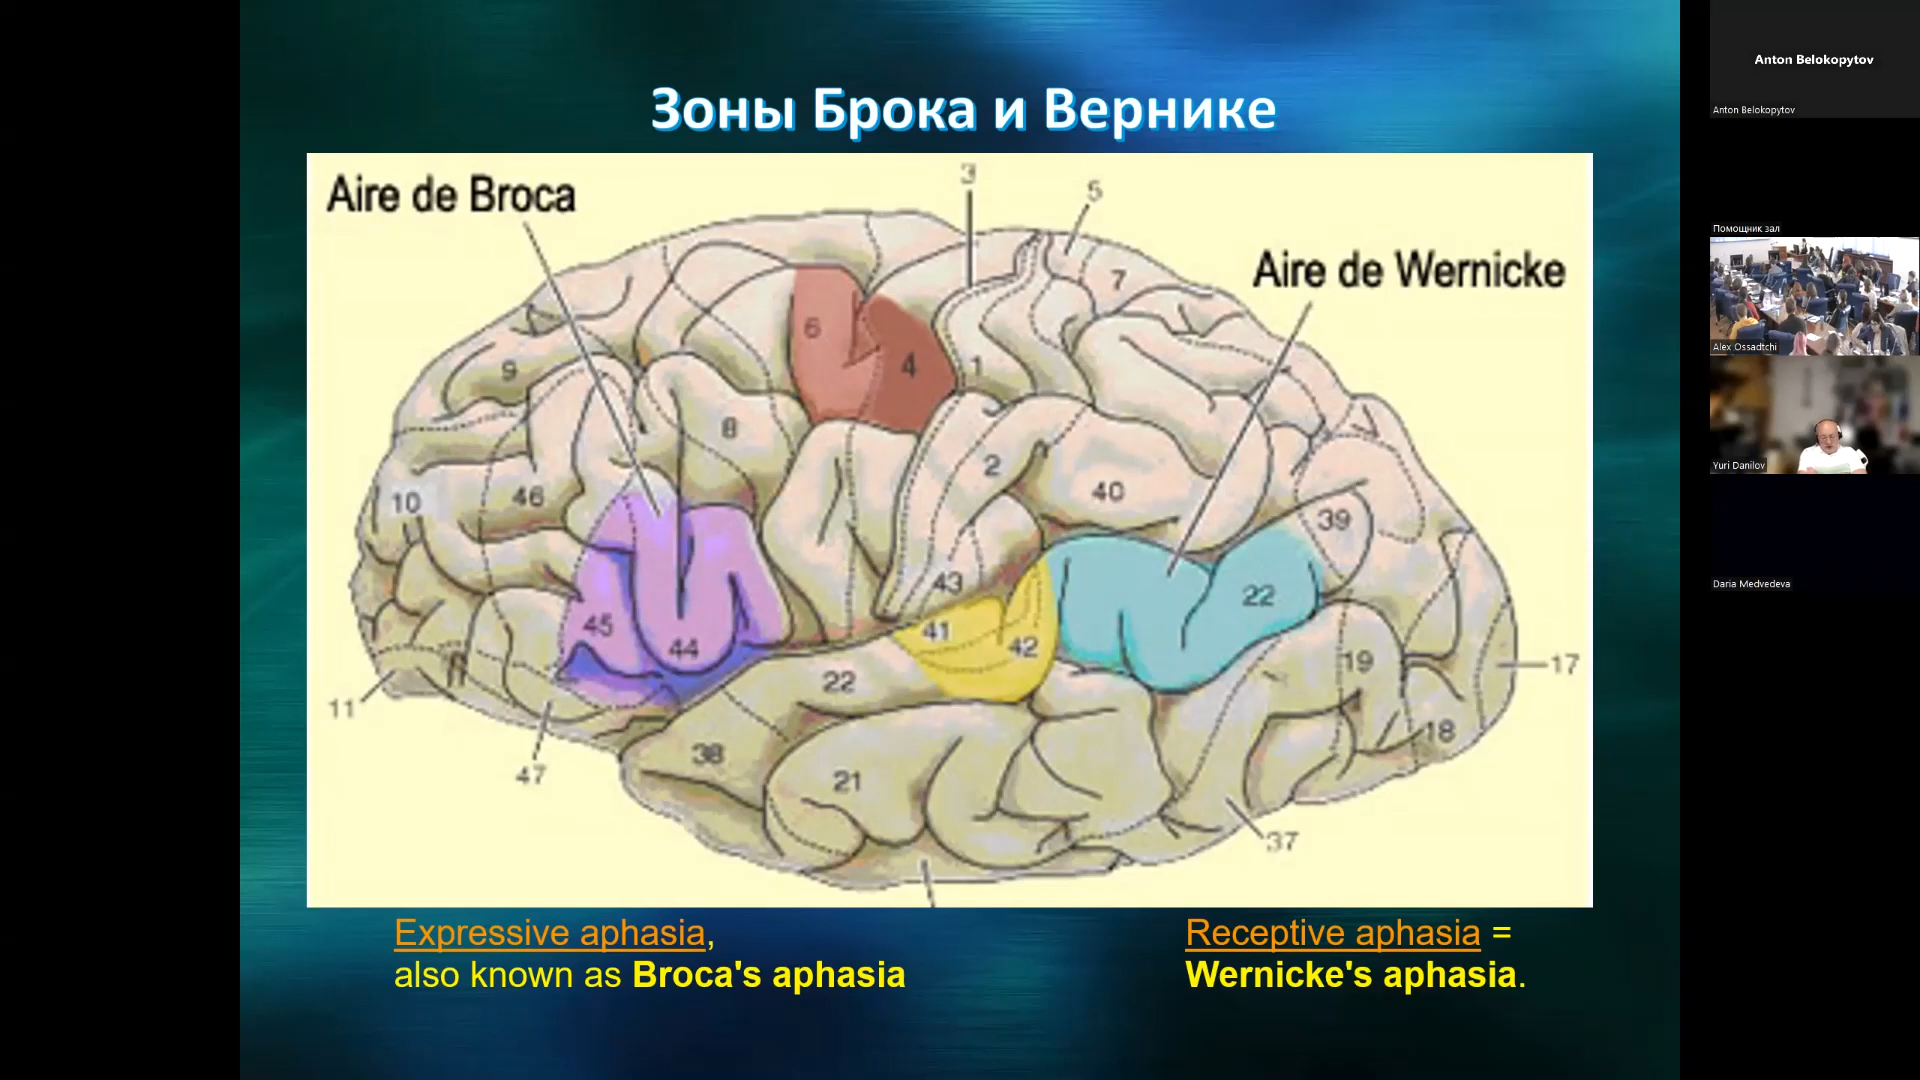 Зоны Брока и Вернике
Aire de Broca
Aire de Wernicke
3
5
7
6
4
1
9
8
2
10
46
40
39
43
45
44
41
42
22
22
19
17
11
47
38
21
18
37
Expressive aphasia,
also known as Broca's aphasia
Receptive aphasia =
Wernicke's aphasia.
Anton Belokopytov
Anton Belokopytov
Помощник зал
Alex Ossadtchi
Yuri Danilov
Daria Medvedeva